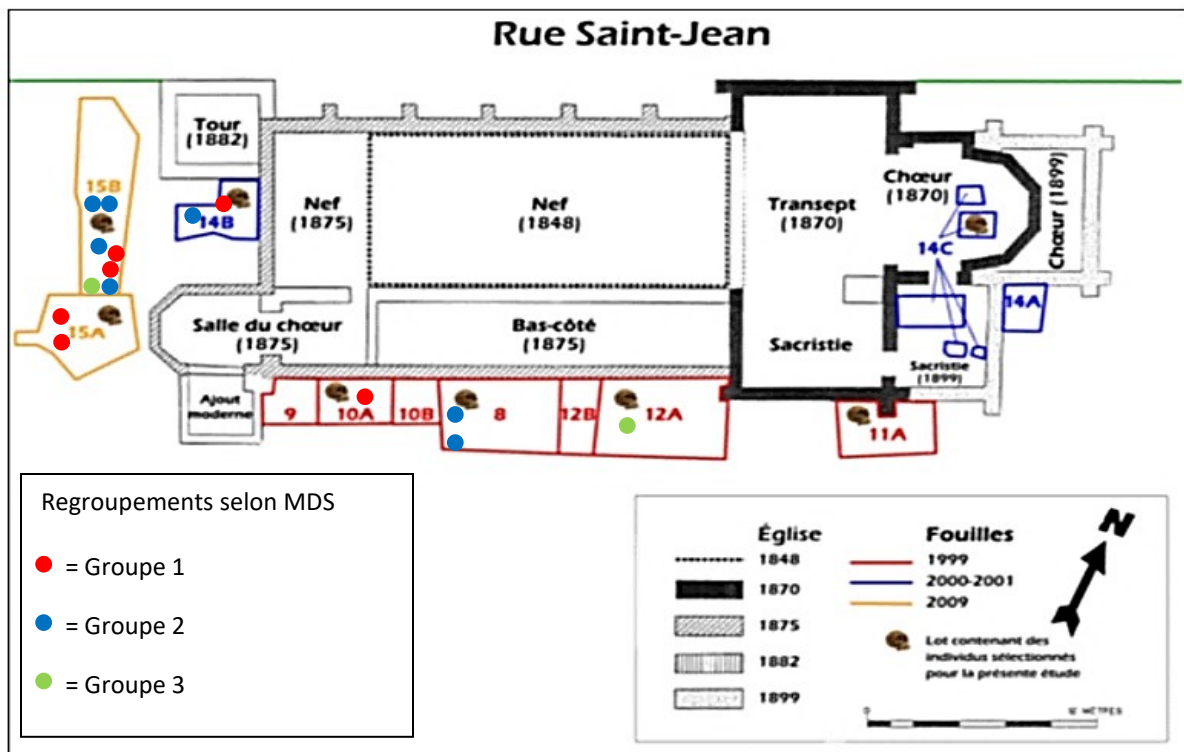 Rue Saint-Jean
Tour
(1882)
15B
14B
Nef
(1875)
Nef
(1848)
Transept
(1870)
Chœur
(1870)
Chœur (1899)
14C
14A
15A
Salle du chœur
(1875)
Bas-côté
(1875)
Sacristie
Sacristie
(1899)
Ajout
moderne
9
10A
10B
8
12B
12A
11A
Regroupements selon MDS
= Groupe 1
= Groupe 2
= Groupe 3
Église
1848
1870
1875
1882
1899
Fouilles
1999
2000-2001
2009
Lot contenant des
individus sélectionnés
pour la présente étude
N
0
MÈTRES